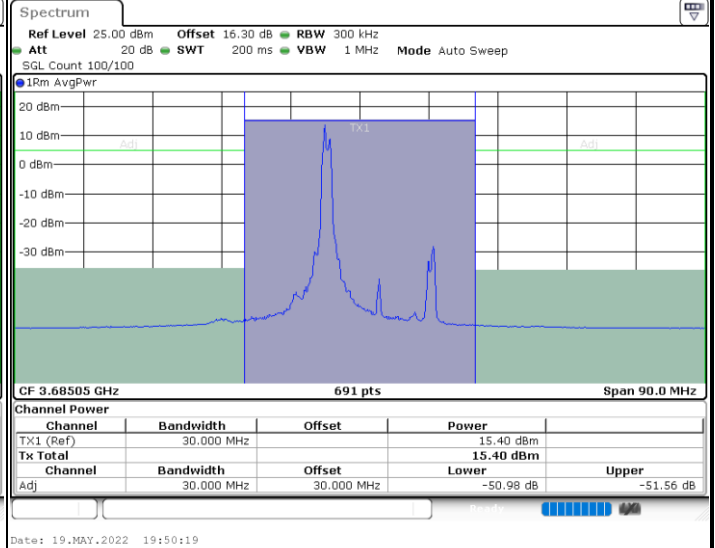 Spectrum
Ref Level 25.00 dBm Offset 16.30 dB RBW 300 kHz
Att 20 dB SWT 200 ms VBW 1 MHz Mode Auto Sweep
SGL Count 100/100
1Rm AvgPwr
20 dBm
TX1
10 dBm
Adj Adj
0 dBm
-10 dBm
-20 dBm
-30 dBm
CF 3.68505 GHz 691 pts Span 90.0 MHz
Channel Power
Channel Bandwidth Offset Power
TX1 (Ref) 30.000 MHz 15.40 dBm
Tx Total 15.40 dBm
Channel Bandwidth Offset Lower Upper
Adj 30.000 MHz 30.000 MHz -50.98 dB -51.56 dB
Ready
Date: 19.MAY.2022 19:50:19